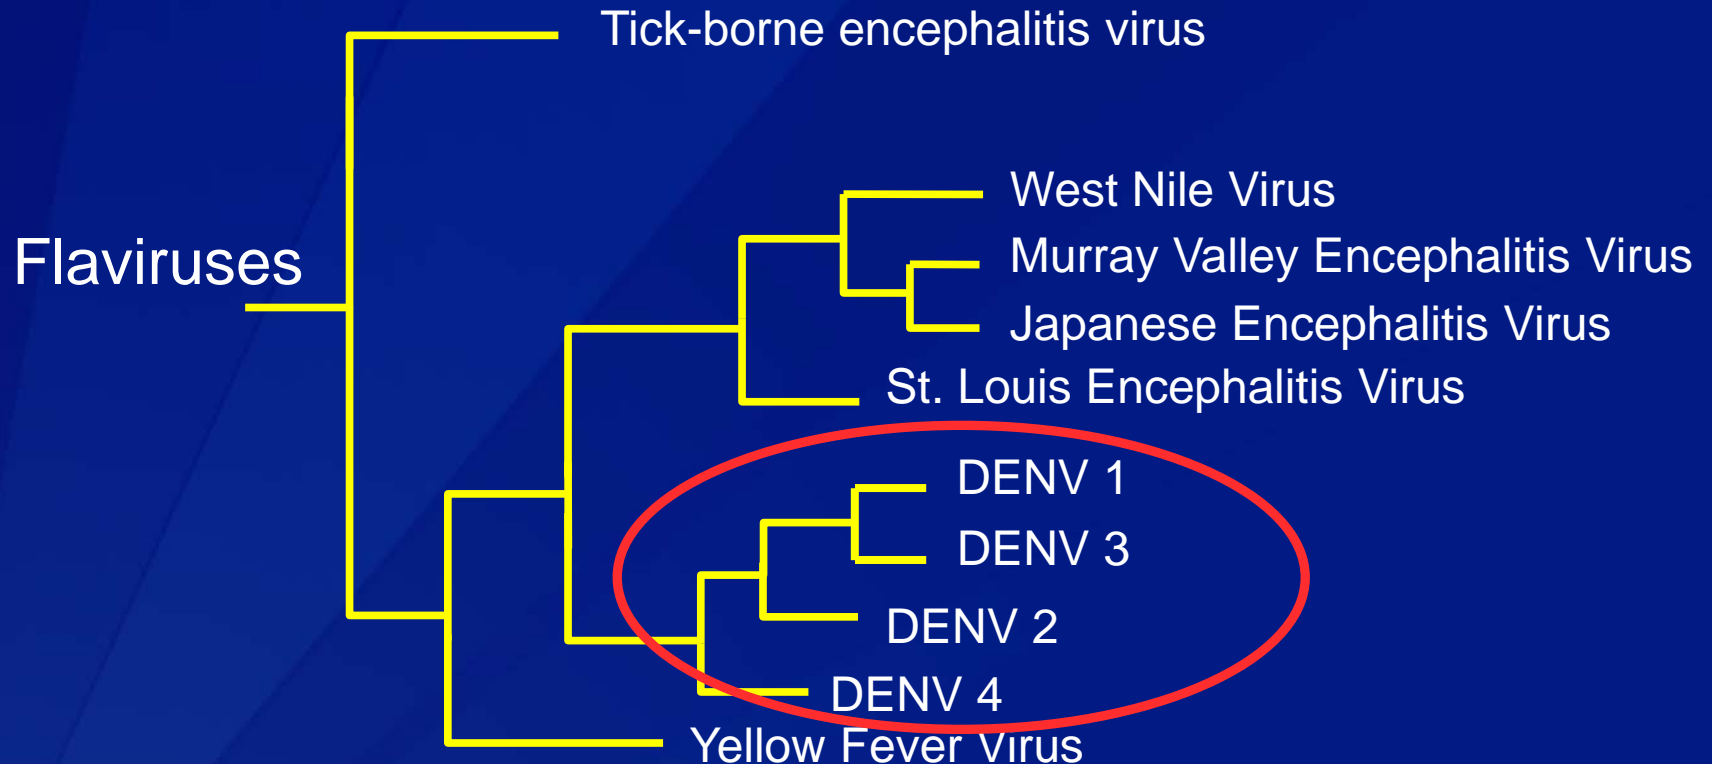 Tick-borne encephalitis virus
West Nile Virus
Flaviruses
Murray Valley Encephalitis Virus
Japanese Encephalitis Virus
St. Louis Encephalitis Virus
DENV 1
DENV 3
DENV 2
DENV 4
Yellow Fever Virus